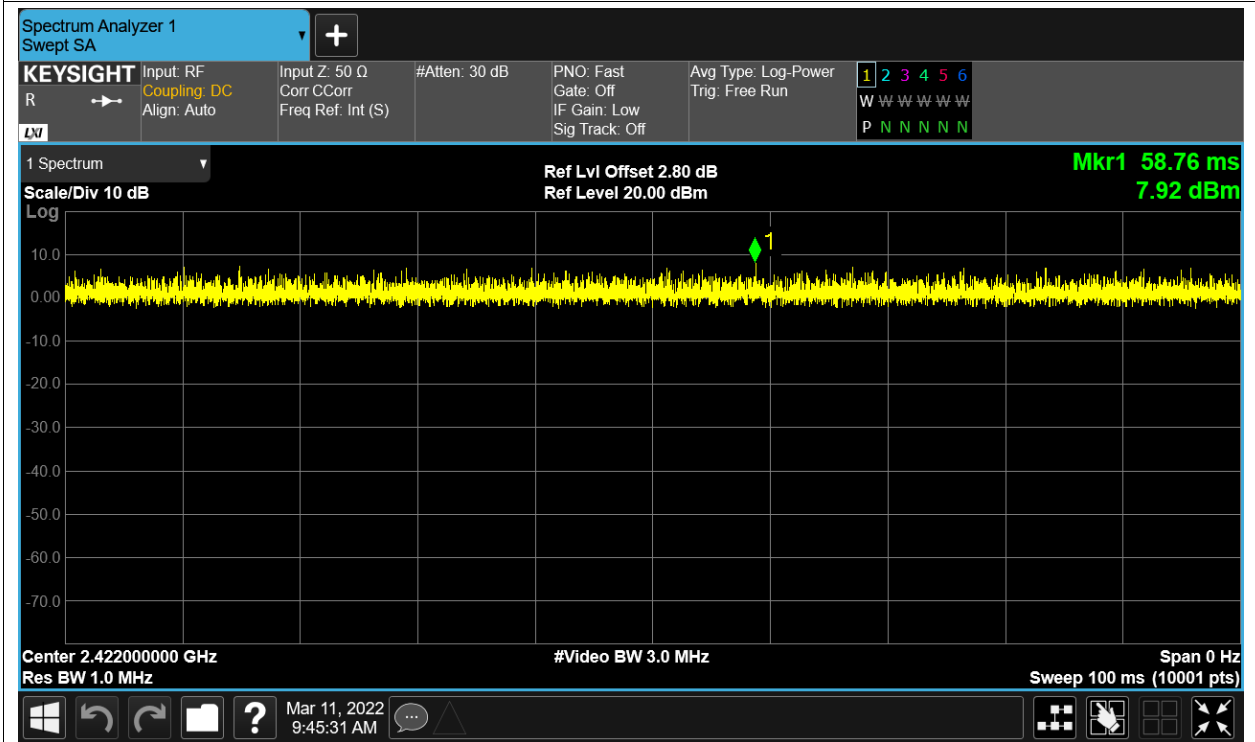 Spectrum Analyzer 1
Swept SA
KEYSIGHT Input: RF Input Z: 50 Ω #Atten: 30 dB PNO: Fast Avg Type: Log-Power 1 2 3 4 5 6
R Coupling: DC Corr CCorr Gate: Off Trig: Free Run W W W W W W
Align: Auto Freq Ref: Int (S) IF Gain: Low
LXI Sig Track: Off P N N N N N
1 Spectrum Ref Lvl Offset 2.80 dB Mkr1 58.76 ms
Scale/Div 10 dB Ref Level 20.00 dBm 7.92 dBm
Log
1
10.0
0.00
-10.0
-20.0
-30.0
-40.0
-50.0
-60.0
-70.0
Center 2.422000000 GHz #Video BW 3.0 MHz Span 0 Hz
Res BW 1.0 MHz Sweep 100 ms (10001 pts)
? Mar 11, 2022
9:45:31 AM